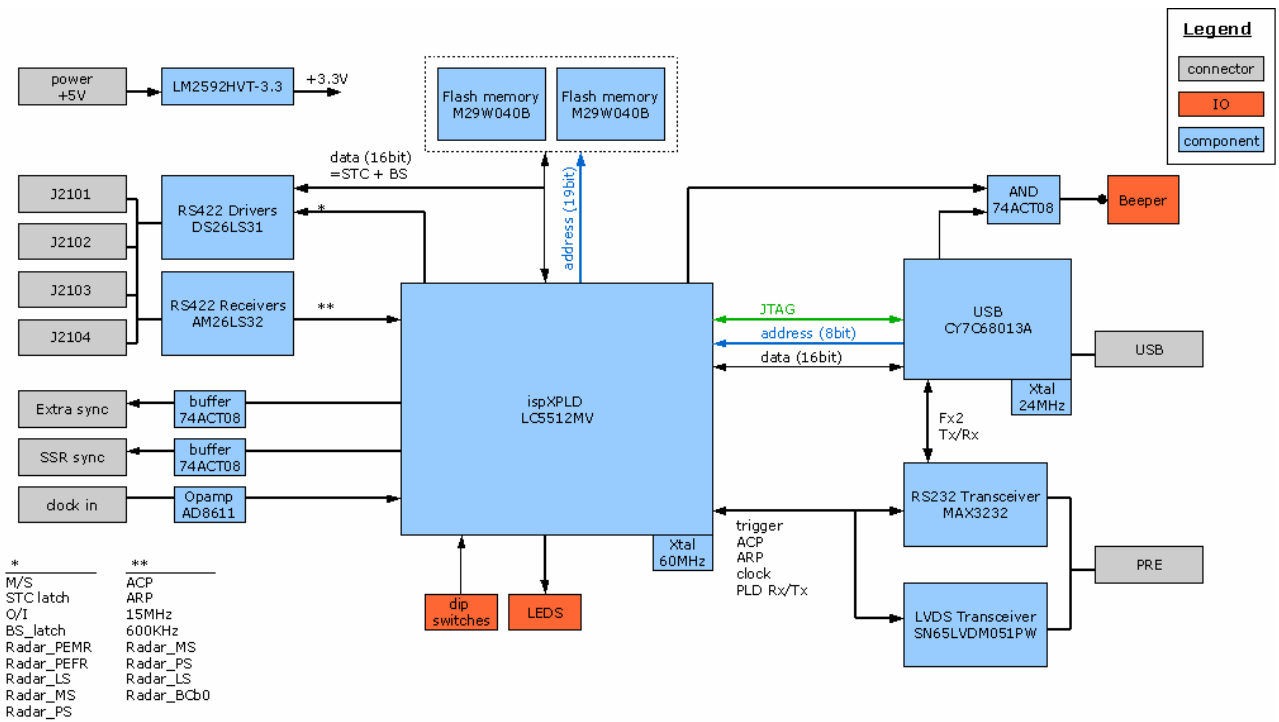 Legend
connector
IO
component
power
+5V
LM2592HVT-3.3
+3.3V
Flash memory
M29W040B
Flash memory
M29W040B
data (16bit)
=STC + BS
address (19bit)
J2101
J2102
J2103
J2104
RS422 Drivers
DS26LS31
*
RS422 Receivers
AM26LS32
**
AND
74ACT08
Beeper
USB
CY7C68013A
Xtal
24MHz
USB
JTAG
address (8bit)
data (16bit)
ispXPLD
LC5512MV
Xtal
60MHz
Extra sync
buffer
74ACT08
SSR sync
buffer
74ACT08
clock in
Opamp
AD8611
Fx2
Tx/Rx
RS232 Transceiver
MAX3232
trigger
ACP
ARP
clock
PLD Rx/Tx
PRE
LVDS Transceiver
SN65LVDM051PW
dip
switches
LEDS
*
M/S
STC latch
O/I
BS_latch
Radar_PEMR
Radar_PEFR
Radar_LS
Radar_MS
Radar_PS
**
ACP
ARP
15MHz
600KHz
Radar_MS
Radar_PS
Radar_LS
Radar_BCb0